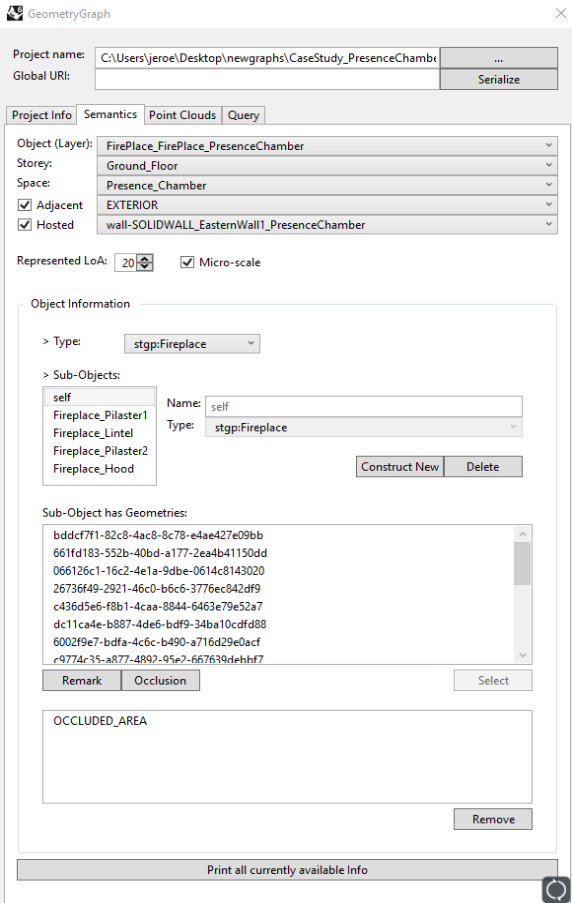 GeometryGraph
Project name: C:\Users\jeroe\Desktop\newgraphs\CaseStudy_PresenceChambe ...
Global URI: Serialize
Project Info Semantics Point Clouds Query
Object (Layer): FirePlace_FirePlace_PresenceChamber
Storey: Ground_Floor
Space: Presence_Chamber
Adjacent EXTERIOR
Hosted wall-SOLIDWALL_EasternWall1_PresenceChamber
Represented LoA: 20 Micro-scale
Object Information
> Type: stgp:Fireplace
> Sub-Objects:
self
Fireplace_Pilaster1
Fireplace_Lintel
Fireplace_Pilaster2
Fireplace_Hood
Name: self
Type: stgp:Fireplace
Construct New Delete
Sub-Object has Geometries:
bddcf7f1-82c8-4ac8-8c78-e4ae427e09bb
661fd183-552b-40bd-a177-2ea4b41150dd
066126c1-16c2-4e1a-9dbe-0614c8143020
26736f49-2921-46c0-b6c6-3776ec842df9
c436d5e6-f8b1-4caa-8844-6463e79e52a7
dc11ca4e-b887-4de6-bdf9-34ba10cdfd88
6002f9e7-bdfa-4c6c-b490-a716d29e0acf
c9774c35-a877-4892-95e2-667639debbf7
Remark Occlusion Select
OCCLUDED_AREA
Remove
Print all currently available Info